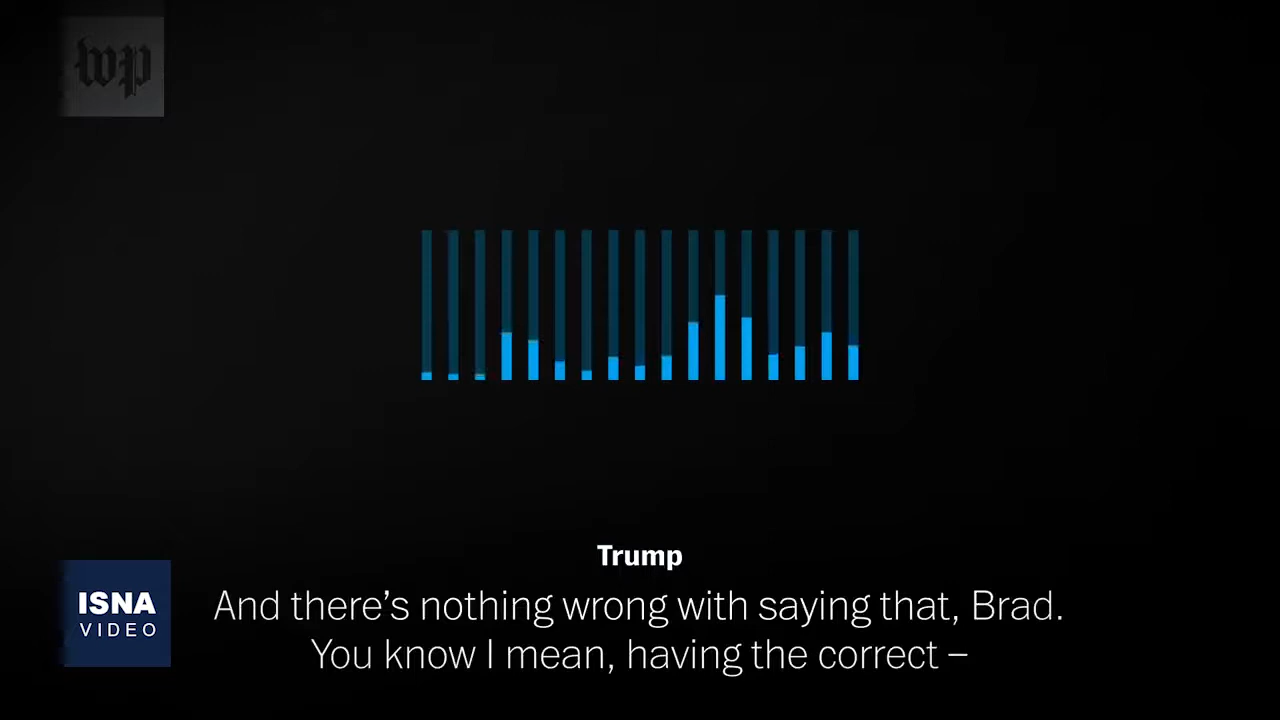 wp
Trump
ISNA
VIDEO
And there’s nothing wrong with saying that, Brad.
You know I mean, having the correct –